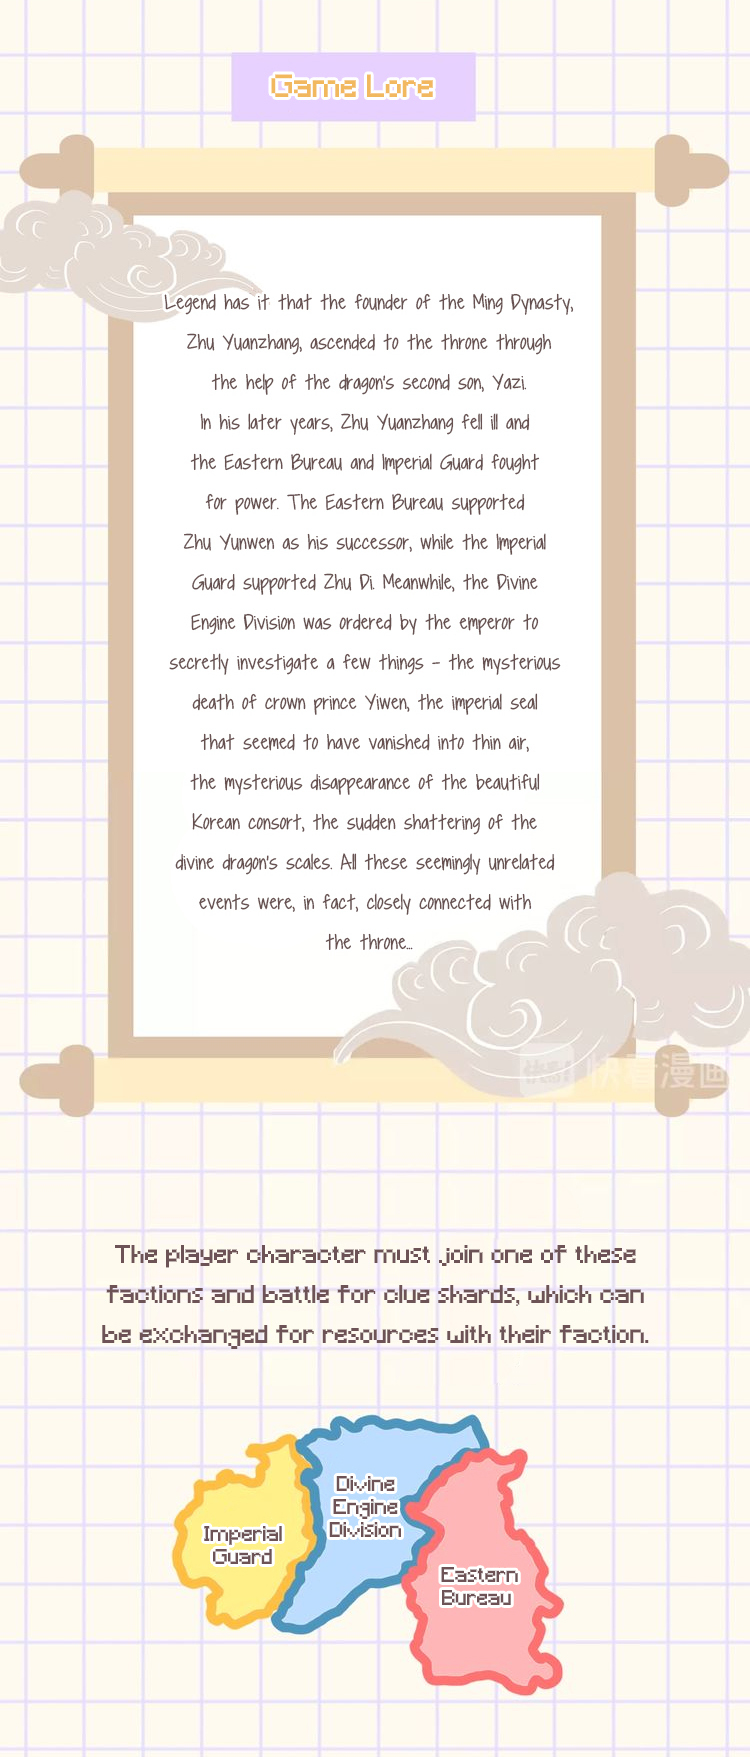 Game Lore
Legend has it that the founder of the Ming Dynasty,
Zhu Yuanzhang, ascended to the throne through
the help of the dragon's second son, Yazi.
In his later years, Zhu Yuanzhang fell ill and
the Eastern Bureau and Imperial Guard fought
for power. The Eastern Bureau supported
Zhu Yunwen as his successor, while the Imperial
Guard supported Zhu Di. Meanwhile, the Divine
Engine Division was ordered by the emperor to
secretly investigate a few things - the mysterious
death of crown prince Yiwen, the imperial seal
that seemed to have vanished into thin air,
the mysterious disappearance of the beautiful
Korean consort, the sudden shattering of the
divine dragon's scales. All these seemingly unrelated
events were, in fact, closely connected with
the throne...
快看!
快看漫画
The player character must join one of these
factions and battle for clue shards, which can
be exchanged for resources with their faction.
Divine
Engine
Division
Imperial
Guard
Eastern
Bureau